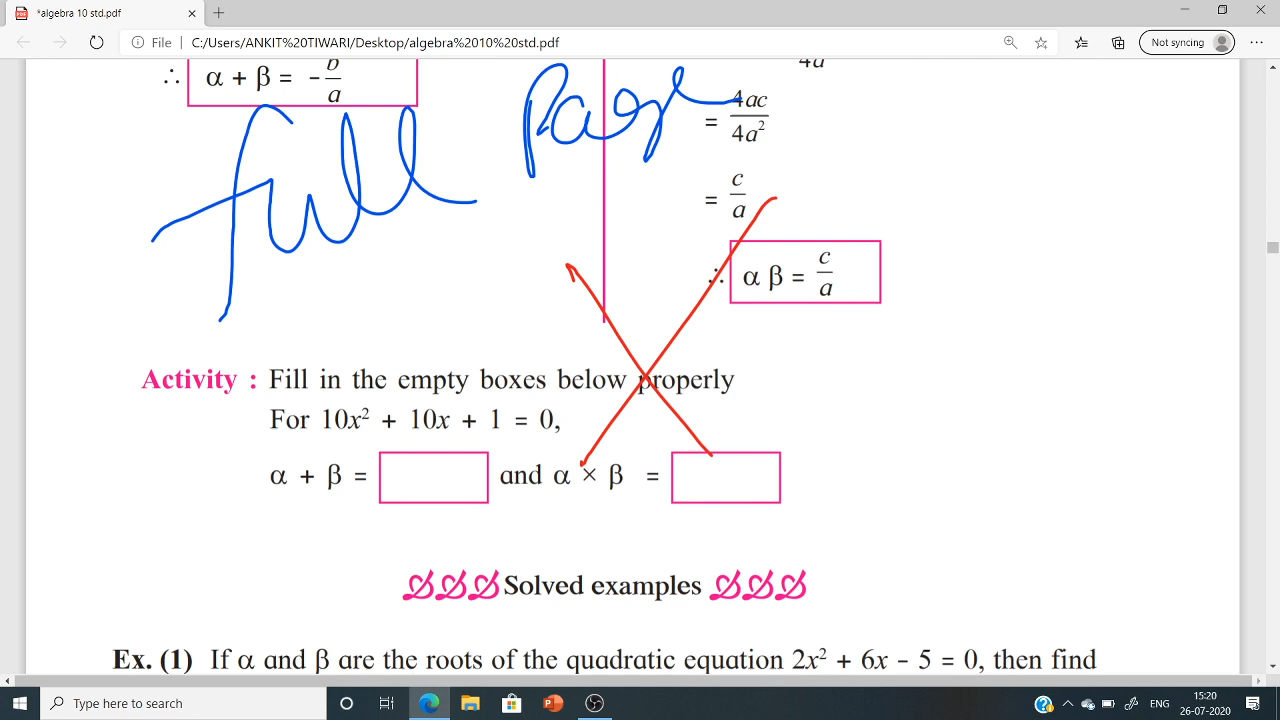 *algebra 10 std.pdf
File | C:/Users/ANKIT%20TIWARI/Desktop/algebra%2010%20std.pdf
Not syncing
∴ α + β = - b/a
4a
= 4ac/4a²
= c/a
∴ α β = c/a
full Page
Activity : Fill in the empty boxes below properly
For 10x² + 10x + 1 = 0,
α + β = and α × β =
Solved examples
Ex. (1) If α and β are the roots of the quadratic equation 2x² + 6x - 5 = 0, then find
Type here to search
ENG
15:20
26-07-2020